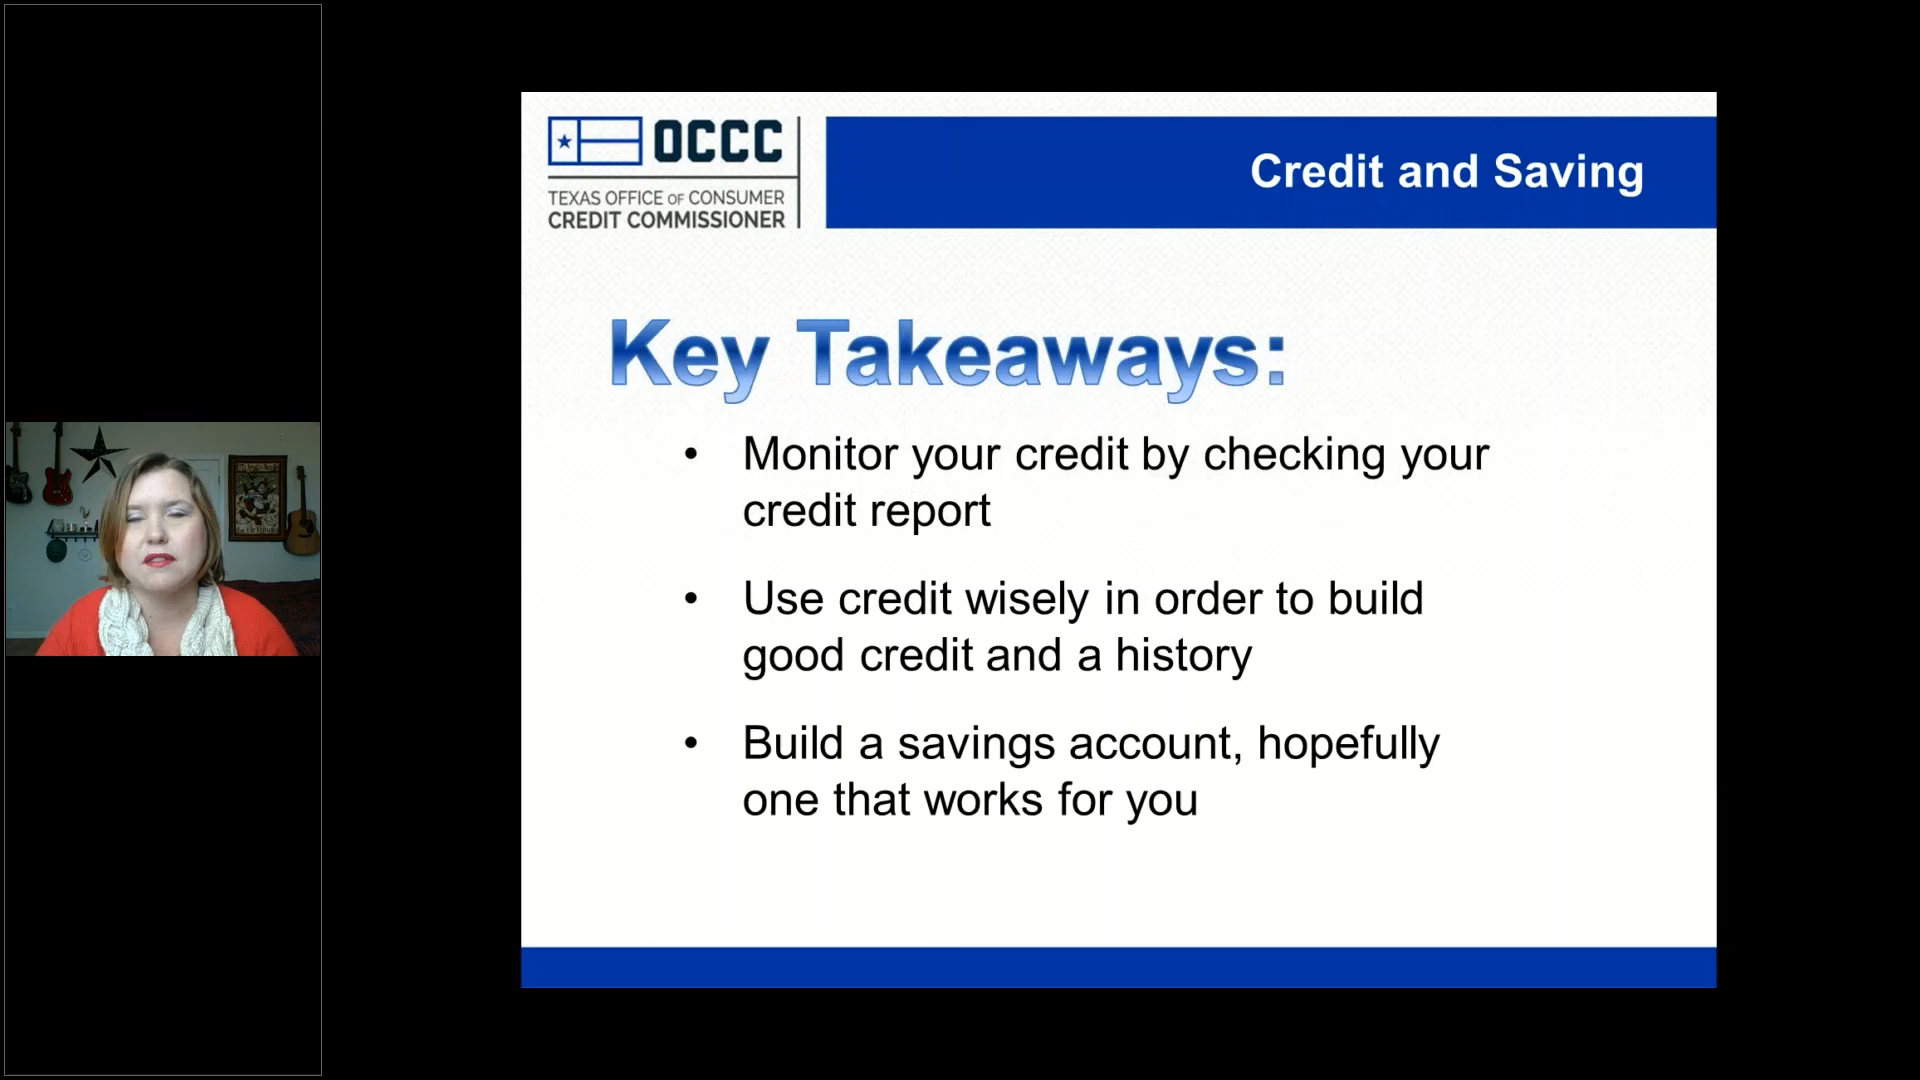 OCCC
TEXAS OFFICE OF CONSUMER
CREDIT COMMISSIONER
Credit and Saving
Key Takeaways:
• Monitor your credit by checking your
credit report
• Use credit wisely in order to build
good credit and a history
• Build a savings account, hopefully
one that works for you